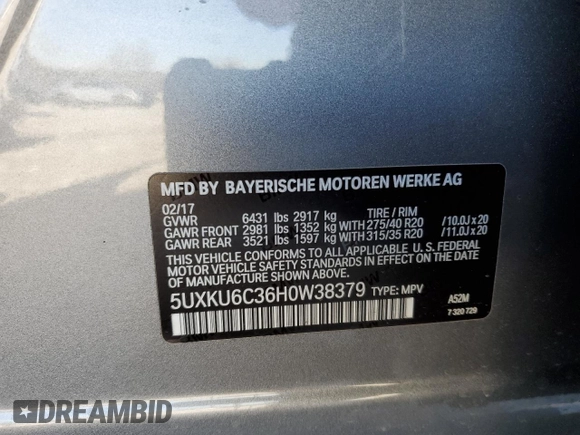 MFD BY BAYERISCHE MOTOREN WERKE AG
02/17
GVWR 6431 lbs 2917 kg TIRE / RIM
GAWR FRONT 2981 lbs 1352 kg WITH 275/40 R20 /10.0J x 20
GAWR REAR 3521 lbs 1597 kg WITH 315/35 R20 /11.0J x 20
THIS VEHICLE CONFORMS TO ALL APPLICABLE U. S. FEDERAL
MOTOR VEHICLE SAFETY STANDARDS IN EFFECT ON THE DATE
OF MANUFACTURE SHOWN ABOVE.
5UXKU6C36H0W38379 TYPE: MPV A52M
7 320 729
DREAMBID